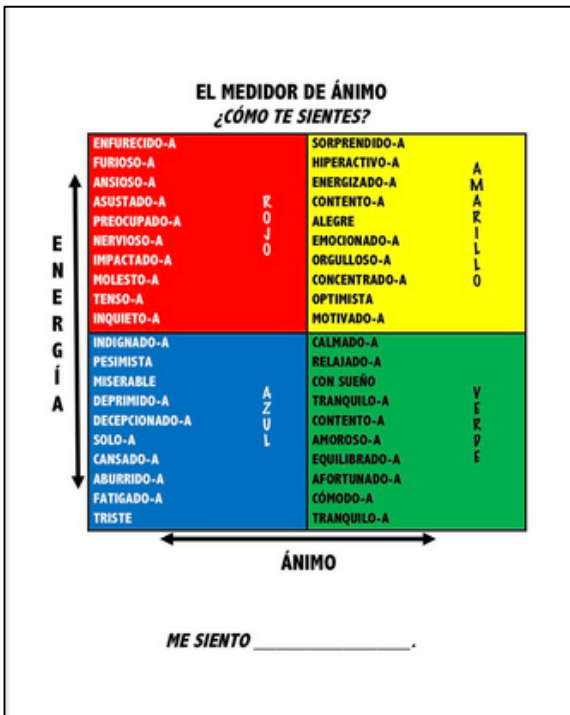 EL MEDIDOR DE ÁNIMO
¿CÓMO TE SIENTES?
ENFURECIDO-A
FURIOSO-A
ANSIOSO-A
ASUSTADO-A
PREOCUPADO-A
NERVIOSO-A
IMPACTADO-A
MOLESTO-A
TENSO-A
INQUIETO-A
ROJO
SORPRENDIDO-A
HIPERACTIVO-A
ENERGIZADO-A
CONTENTO-A
ALEGRE
EMOCIONADO-A
ORGULLOSO-A
CONCENTRADO-A
OPTIMISTA
MOTIVADO-A
AMARILLO
ENERGÍA
INDIGNADO-A
PESIMISTA
MISERABLE
DEPRIMIDO-A
DECEPCIONADO-A
SOLO-A
CANSADO-A
ABURRIDO-A
FATIGADO-A
TRISTE
AZUL
CALMADO-A
RELAJADO-A
CON SUEÑO
TRANQUILO-A
CONTENTO-A
AMOROSO-A
EQUILIBRADO-A
AFORTUNADO-A
CÓMODO-A
TRANQUILO-A
VERDE
ÁNIMO
ME SIENTO _________________.